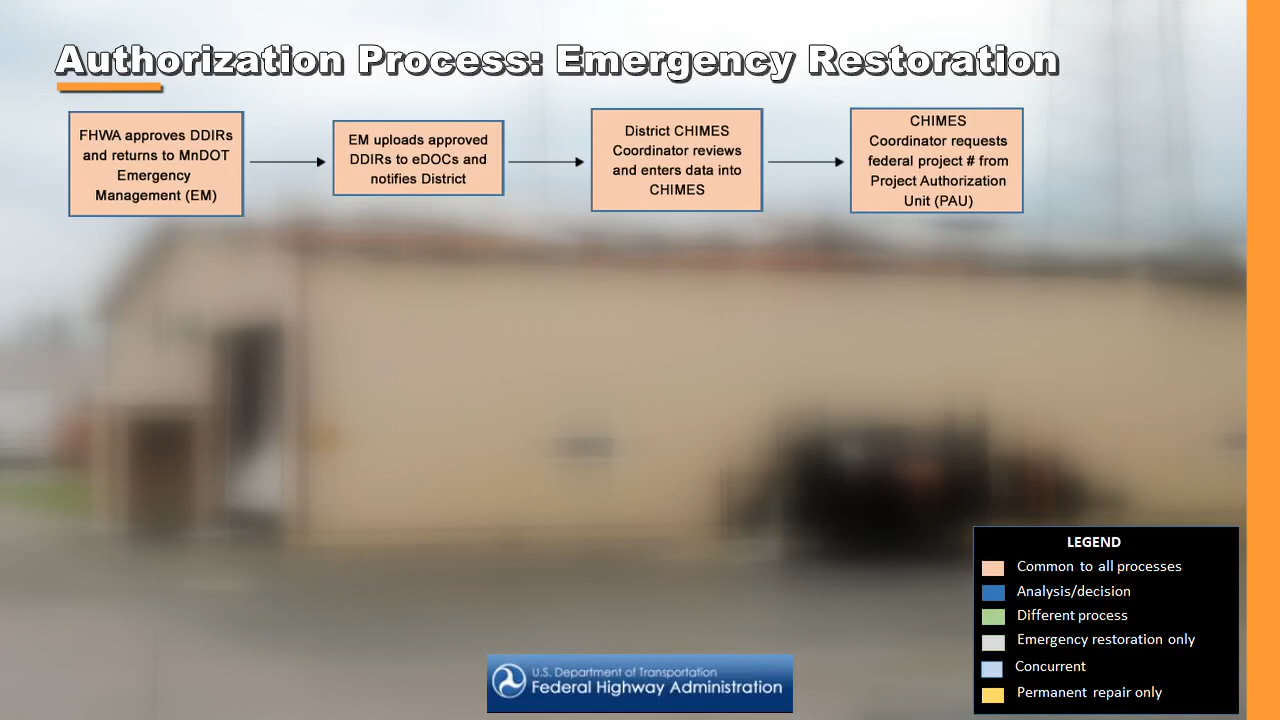 Authorization Process: Emergency Restoration
FHWA approves DDIRs
and returns to MnDOT
Emergency
Management (EM)
EM uploads approved
DDIRs to eDOCs and
notifies District
District CHIMES
Coordinator reviews
and enters data into
CHIMES
CHIMES
Coordinator requests
federal project # from
Project Authorization
Unit (PAU)
LEGEND
Common to all processes
Analysis/decision
Different process
Emergency restoration only
Concurrent
Permanent repair only
U.S. Department of Transportation
Federal Highway Administration